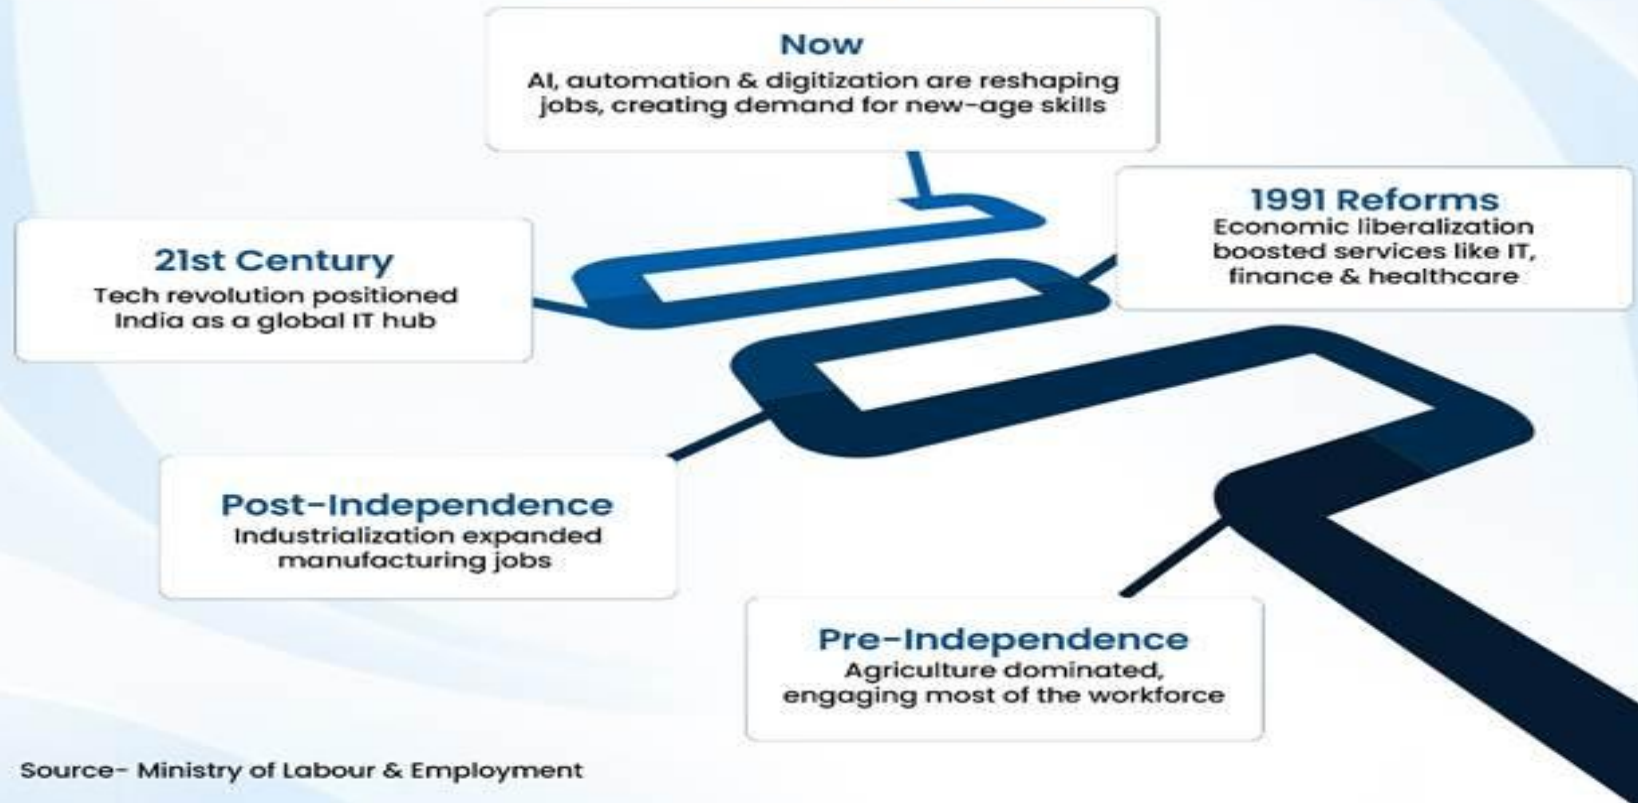 Now
AI, automation & digitization are reshaping
jobs, creating demand for new-age skills
1991 Reforms
Economic liberalization
boosted services like IT,
finance & healthcare
21st Century
Tech revolution positioned
India as a global IT hub
Post-Independence
Industrialization expanded
manufacturing jobs
Pre-Independence
Agriculture dominated,
engaging most of the workforce
Source- Ministry of Labour & Employment